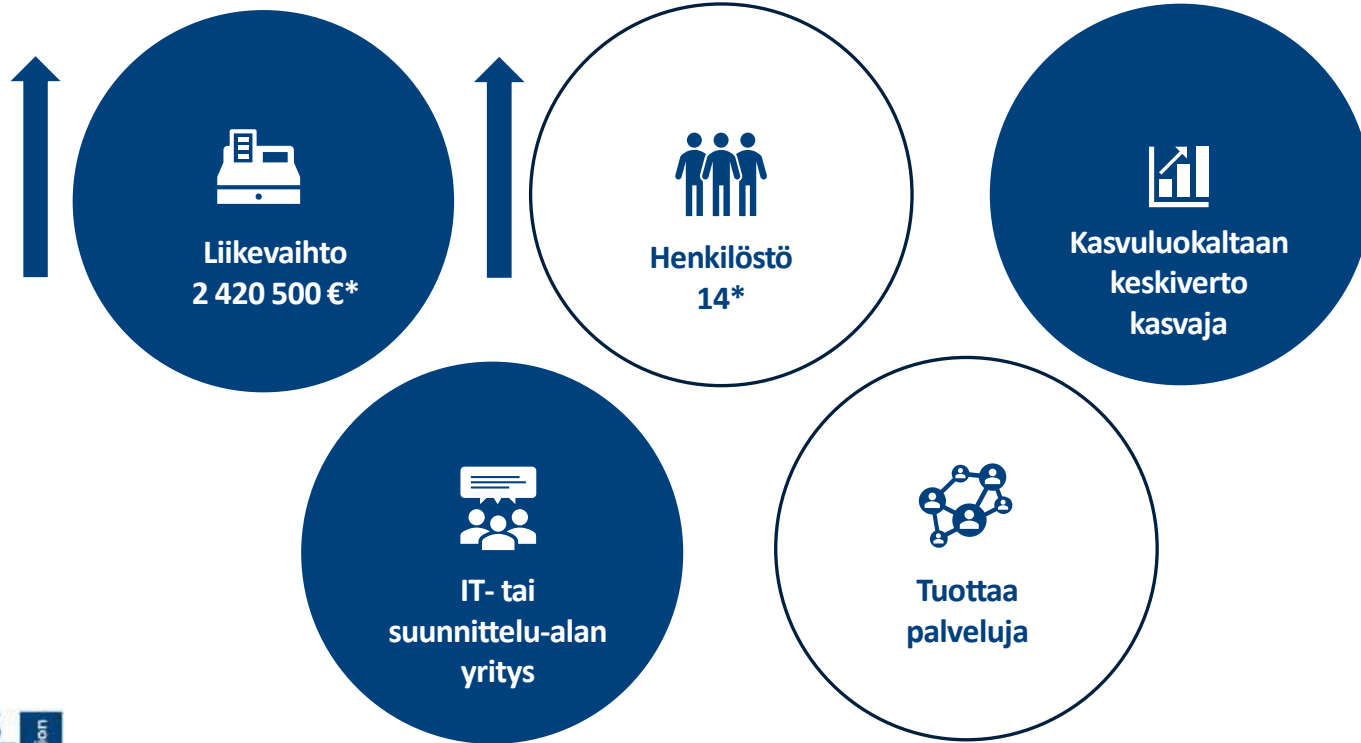 Liikevaihto
2 420 500 €*
Henkilöstö
14*
Kasvuluokaltaan
keskiverto
kasvaja
IT- tai
suunnittelu-alan
yritys
Tuottaa
palveluja